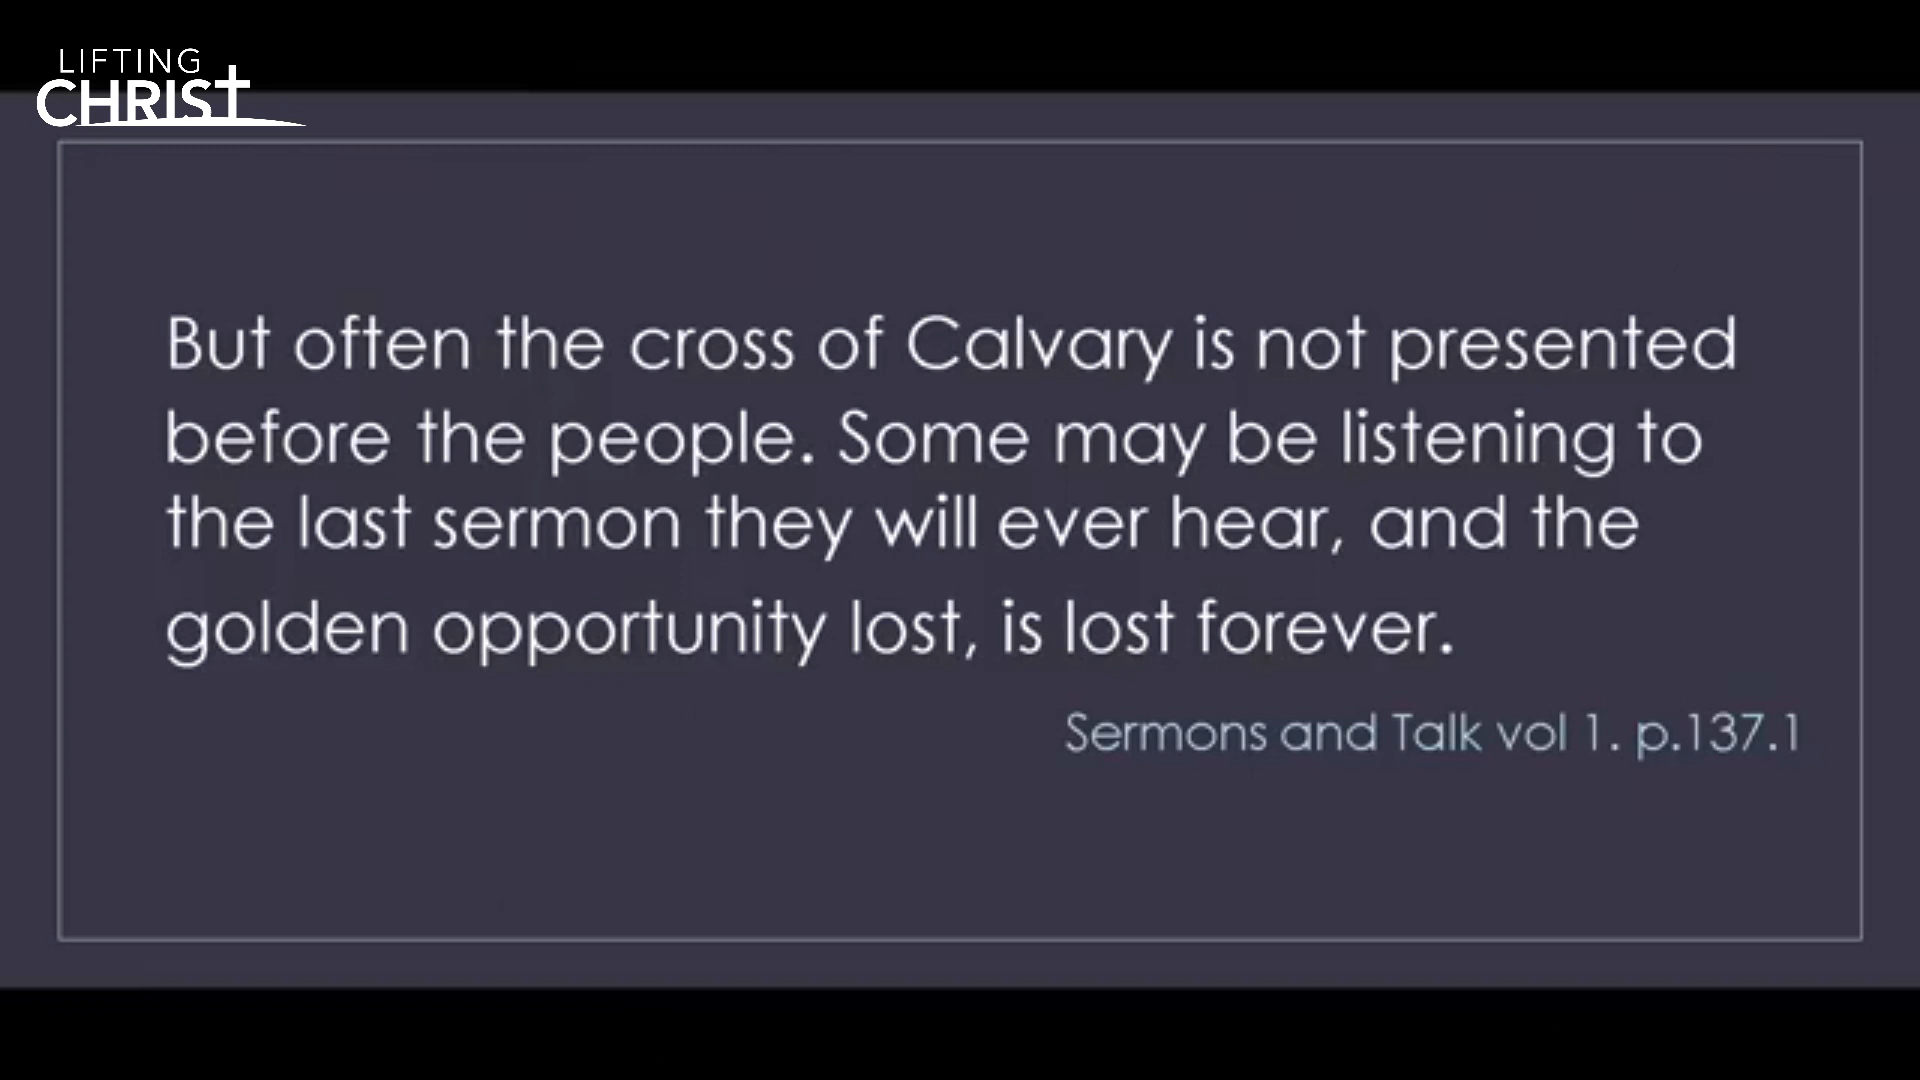 LIFTING
CHRIST
But often the cross of Calvary is not presented
before the people. Some may be listening to
the last sermon they will ever hear, and the
golden opportunity lost, is lost forever.
Sermons and Talk vol 1. p.137.1